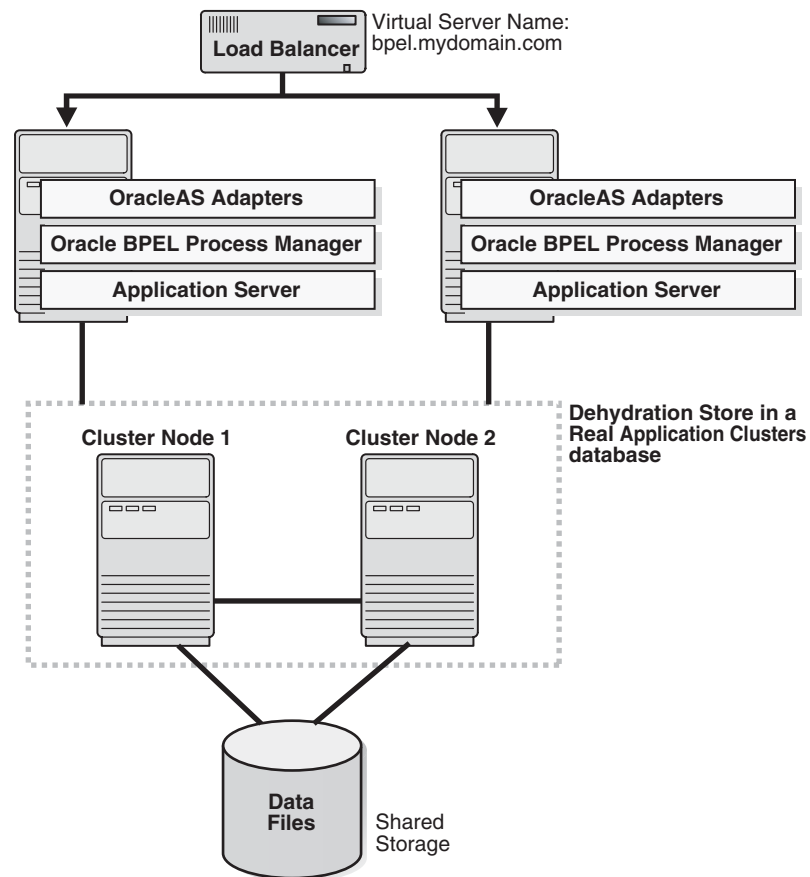 Virtual Server Name:
bpel.mydomain.com
Load Balancer
OracleAS Adapters
Oracle BPEL Process Manager
Application Server
OracleAS Adapters
Oracle BPEL Process Manager
Application Server
Dehydration Store in a
Real Application Clusters
database
Cluster Node 1
Cluster Node 2
Data
Files
Shared
Storage